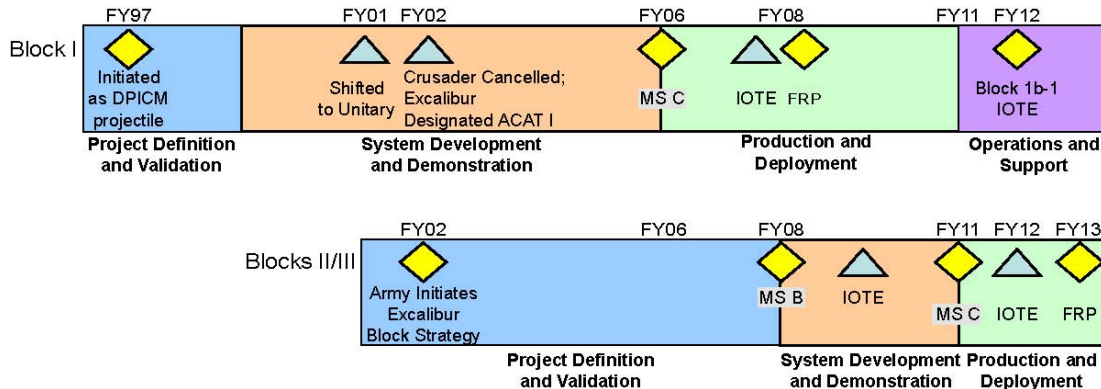 FY97 FY01 FY02 FY06 FY08 FY11 FY12
Block I
Initiated
as DPICM
projectile
Shifted
to Unitary
Crusader Cancelled;
Excalibur
Designated ACAT I
MS C
IOTE
FRP
Block 1b-1
IOTE
Project Definition
and Validation
System Development
and Demonstration
Production and
Deployment
Operations and
Support
FY02 FY06 FY08 FY11 FY12 FY13
Blocks II/III
Army Initiates
Excalibur
Block Strategy
MS B
IOTE
MS C
IOTE
FRP
Project Definition
and Validation
System Development
and Demonstration
Production and
Deployment